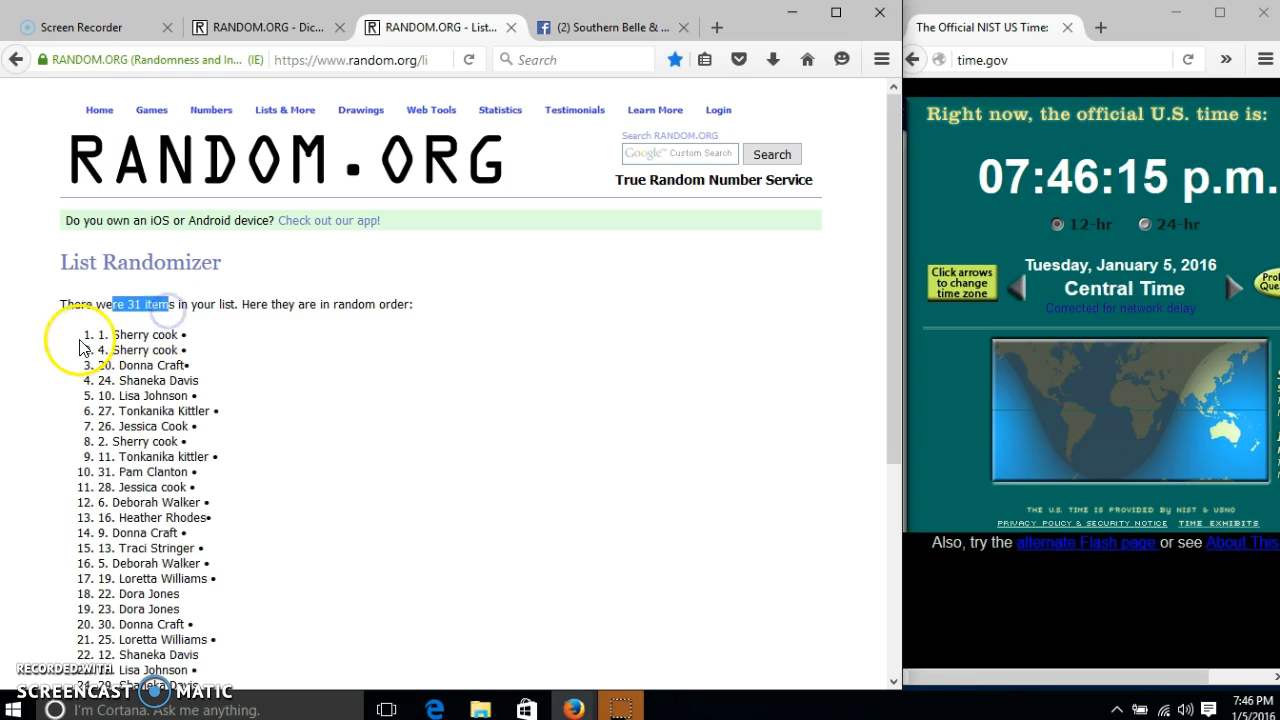 Screen Recorder
RANDOM.ORG - Dic...
RANDOM.ORG - List...
(2) Southern Belle & ...
The Official NIST US Time:
RANDOM.ORG (Randomness and In... (IE)
https://www.random.org/li
Search
time.gov
Home Games Numbers Lists & More Drawings Web Tools Statistics Testimonials Learn More Login
RANDOM.ORG
Search RANDOM.ORG
Google™ Custom Search
Search
True Random Number Service
Do you own an iOS or Android device? Check out our app!
List Randomizer
There were 31 items in your list. Here they are in random order:
1. 1. Sherry cook •
4. Sherry cook •
3. 20. Donna Craft•
4. 24. Shaneka Davis
5. 10. Lisa Johnson •
6. 27. Tonkanika Kittler •
7. 26. Jessica Cook •
8. 2. Sherry cook •
9. 11. Tonkanika kittler •
10. 31. Pam Clanton •
11. 28. Jessica cook •
12. 6. Deborah Walker •
13. 16. Heather Rhodes•
14. 9. Donna Craft •
15. 13. Traci Stringer •
16. 5. Deborah Walker •
17. 19. Loretta Williams •
18. 22. Dora Jones
19. 23. Dora Jones
20. 30. Donna Craft •
21. 25. Loretta Williams •
22. 12. Shaneka Davis
Lisa Johnson •
Shaneka Davis
Right now, the official U.S. time is:
07:46:15 p.m.
12-hr 24-hr
Click arrows
to change
time zone
Tuesday, January 5, 2016
Central Time
Corrected for network delay
THE U.S. TIME IS PROVIDED BY NIST & USNO
PRIVACY POLICY & SECURITY NOTICE TIME EXHIBITS
Also, try the alternate Flash page or see About This
RECORDED WITH
SCREENCAST MATIC
I'm Cortana. Ask me anything.
7:46 PM
1/5/2016